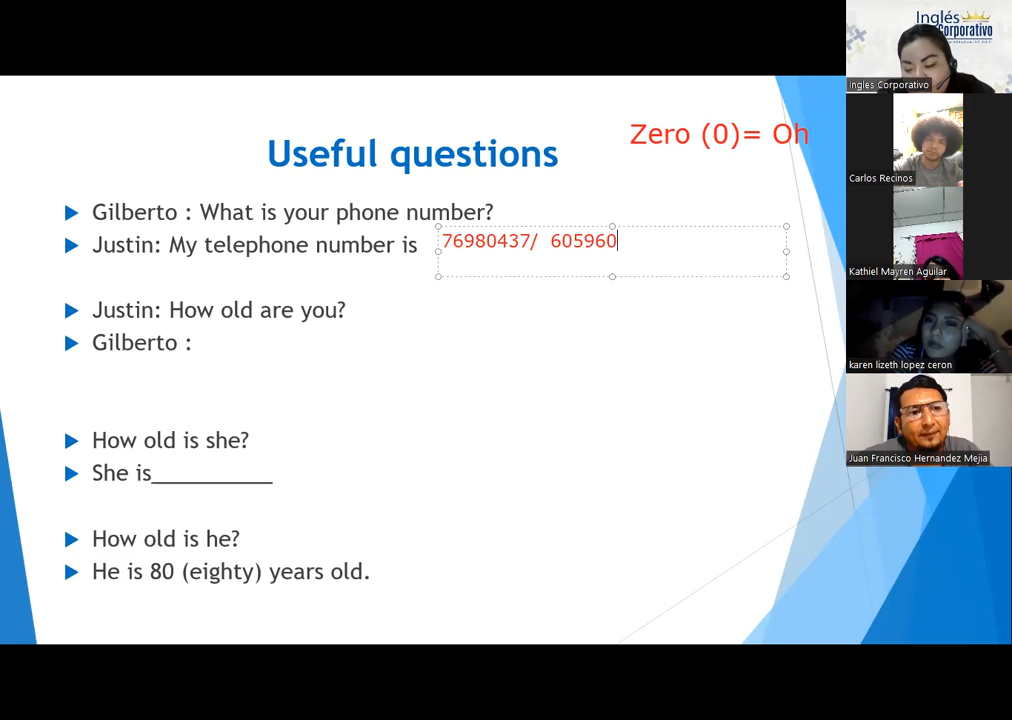 Inglés
Corporativo
Ingles Corporativo
Zero (0)= Oh
Useful questions
Carlos Recinos
Gilberto : What is your phone number?
Justin: My telephone number is 76980437/ 605960
Kathiel Mayren Aguilar
Justin: How old are you?
Gilberto :
karen lizeth lopez ceron
How old is she?
She is__________
Juan Francisco Hernandez Mejia
How old is he?
He is 80 (eighty) years old.